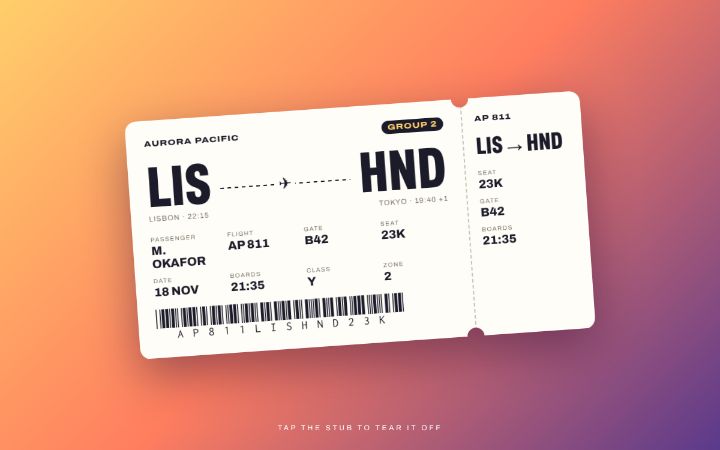 AURORA PACIFIC
GROUP 2
LIS
HND
LISBON · 22:15
TOKYO · 19:40 +1
PASSENGER
M. OKAFOR
FLIGHT
AP 811
GATE
B42
SEAT
23K
DATE
18 NOV
BOARDS
21:35
CLASS
Y
ZONE
2
AP811LISHND23K
AP 811
LIS→HND
SEAT
23K
GATE
B42
BOARDS
21:35
TAP THE STUB TO TEAR IT OFF